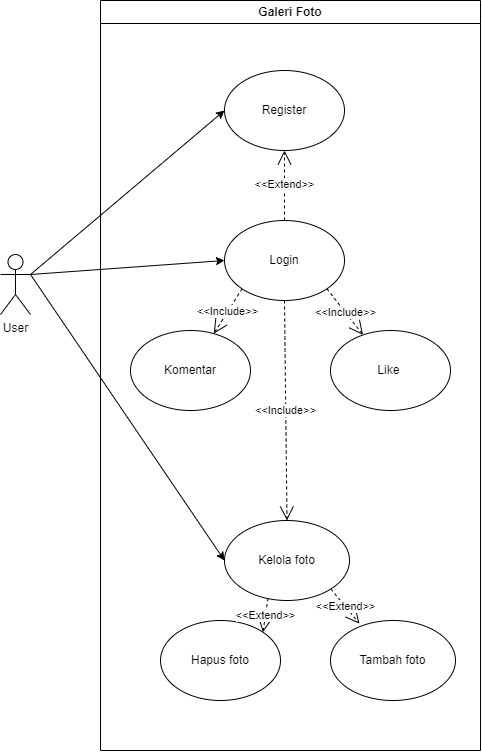 Galeri Foto
Register
<<Extend>>
Login
User
<<Include>>
<<Include>>
Komentar
Like
<<Include>>
Kelola foto
<<Extend>>
<<Extend>>
Hapus foto
Tambah foto